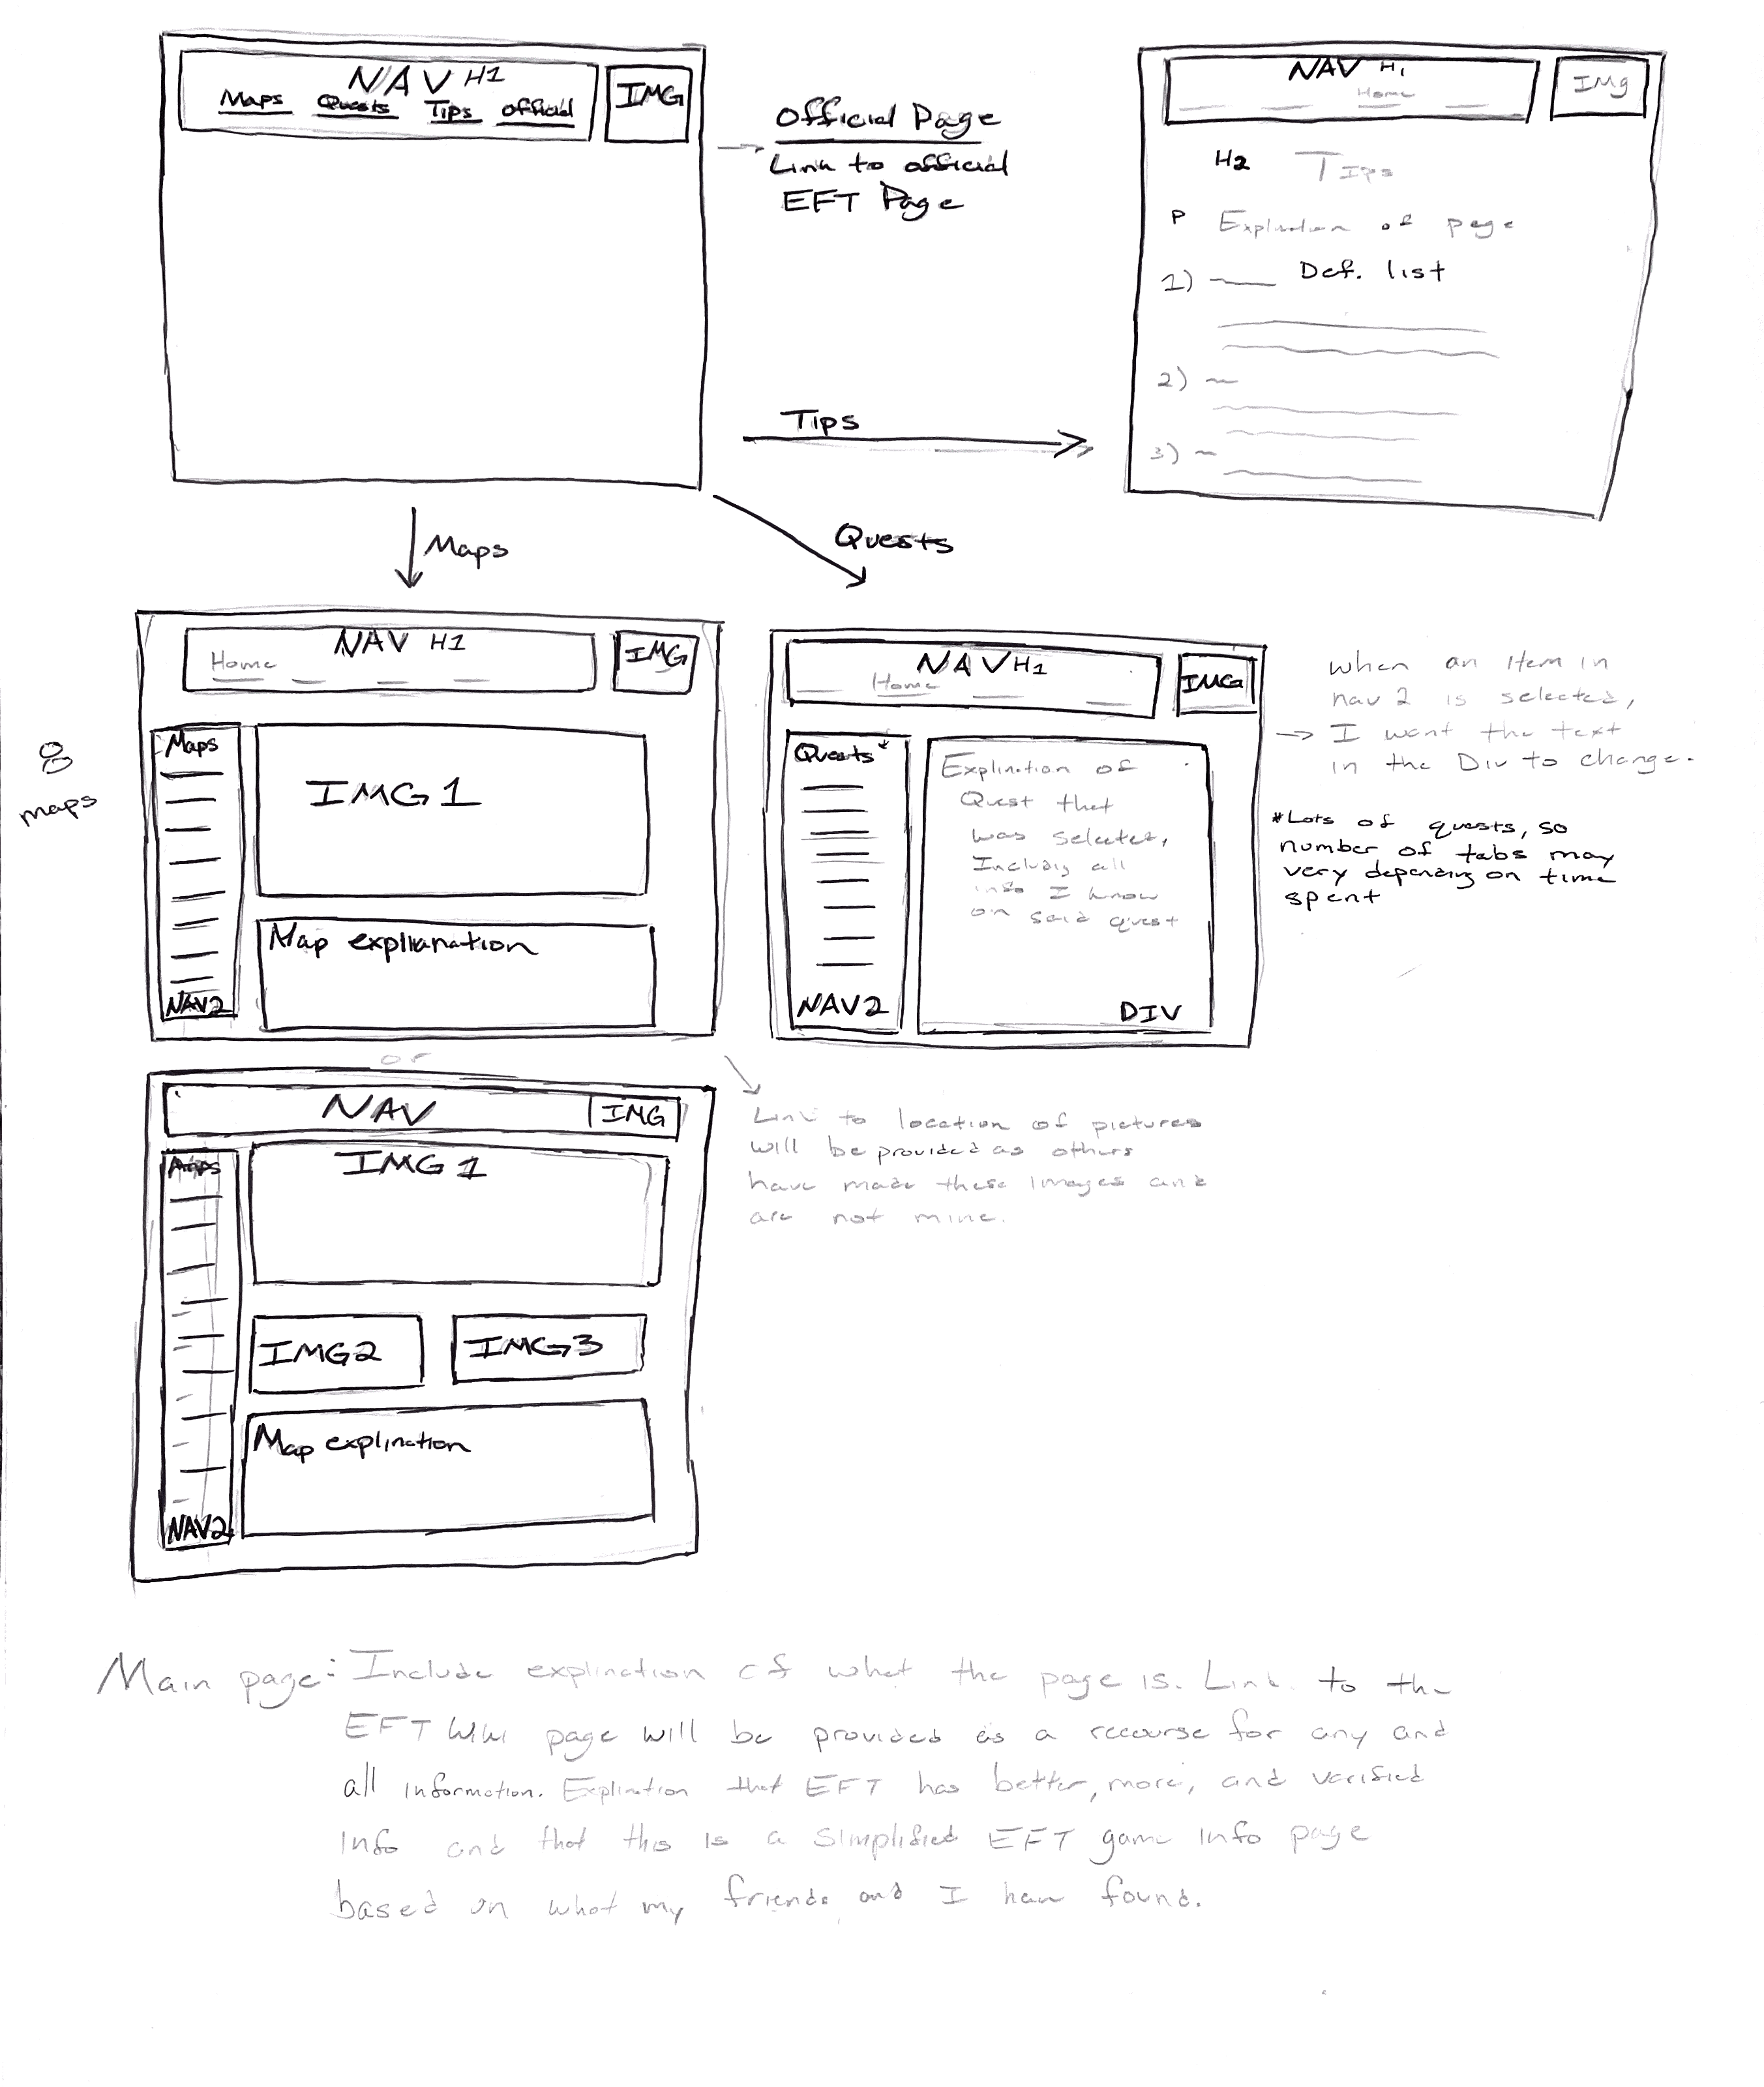 NAV H1
Maps Quests Tips official
IMG
Official Page
Link to official
EFT Page
NAV H1
Home
IMg
H2 Tips
P Explination of page
1) Def. list
2)
3)
Tips
Maps
Quests
8
maps
NAV H1
Home
IMG
Maps
IMG 1
Map explianation
NAV2
NAV H1
Home
IMG
Quests*
Explination of
Quest that
was selected,
Includig all
info I know
on said quest
NAV2
DIV
when an item in
nav 2 is selected,
I want the text
in the Div to change.
*Lots of quests, so
number of tabs may
very depending on time
spent
or
NAV
IMG
Maps
IMG 1
IMG2
IMG3
Map explination
NAV2
Link to location of pictures
will be provided as others
have made these images and
are not mine.
Main page: Include explination of what the page is. Link to the
EFT Wiki page will be provided as a recourse for any and
all information. Explination that EFT has better, more, and varified
info and that this is a simplified EFT game info page
based on what my friends and I have found.